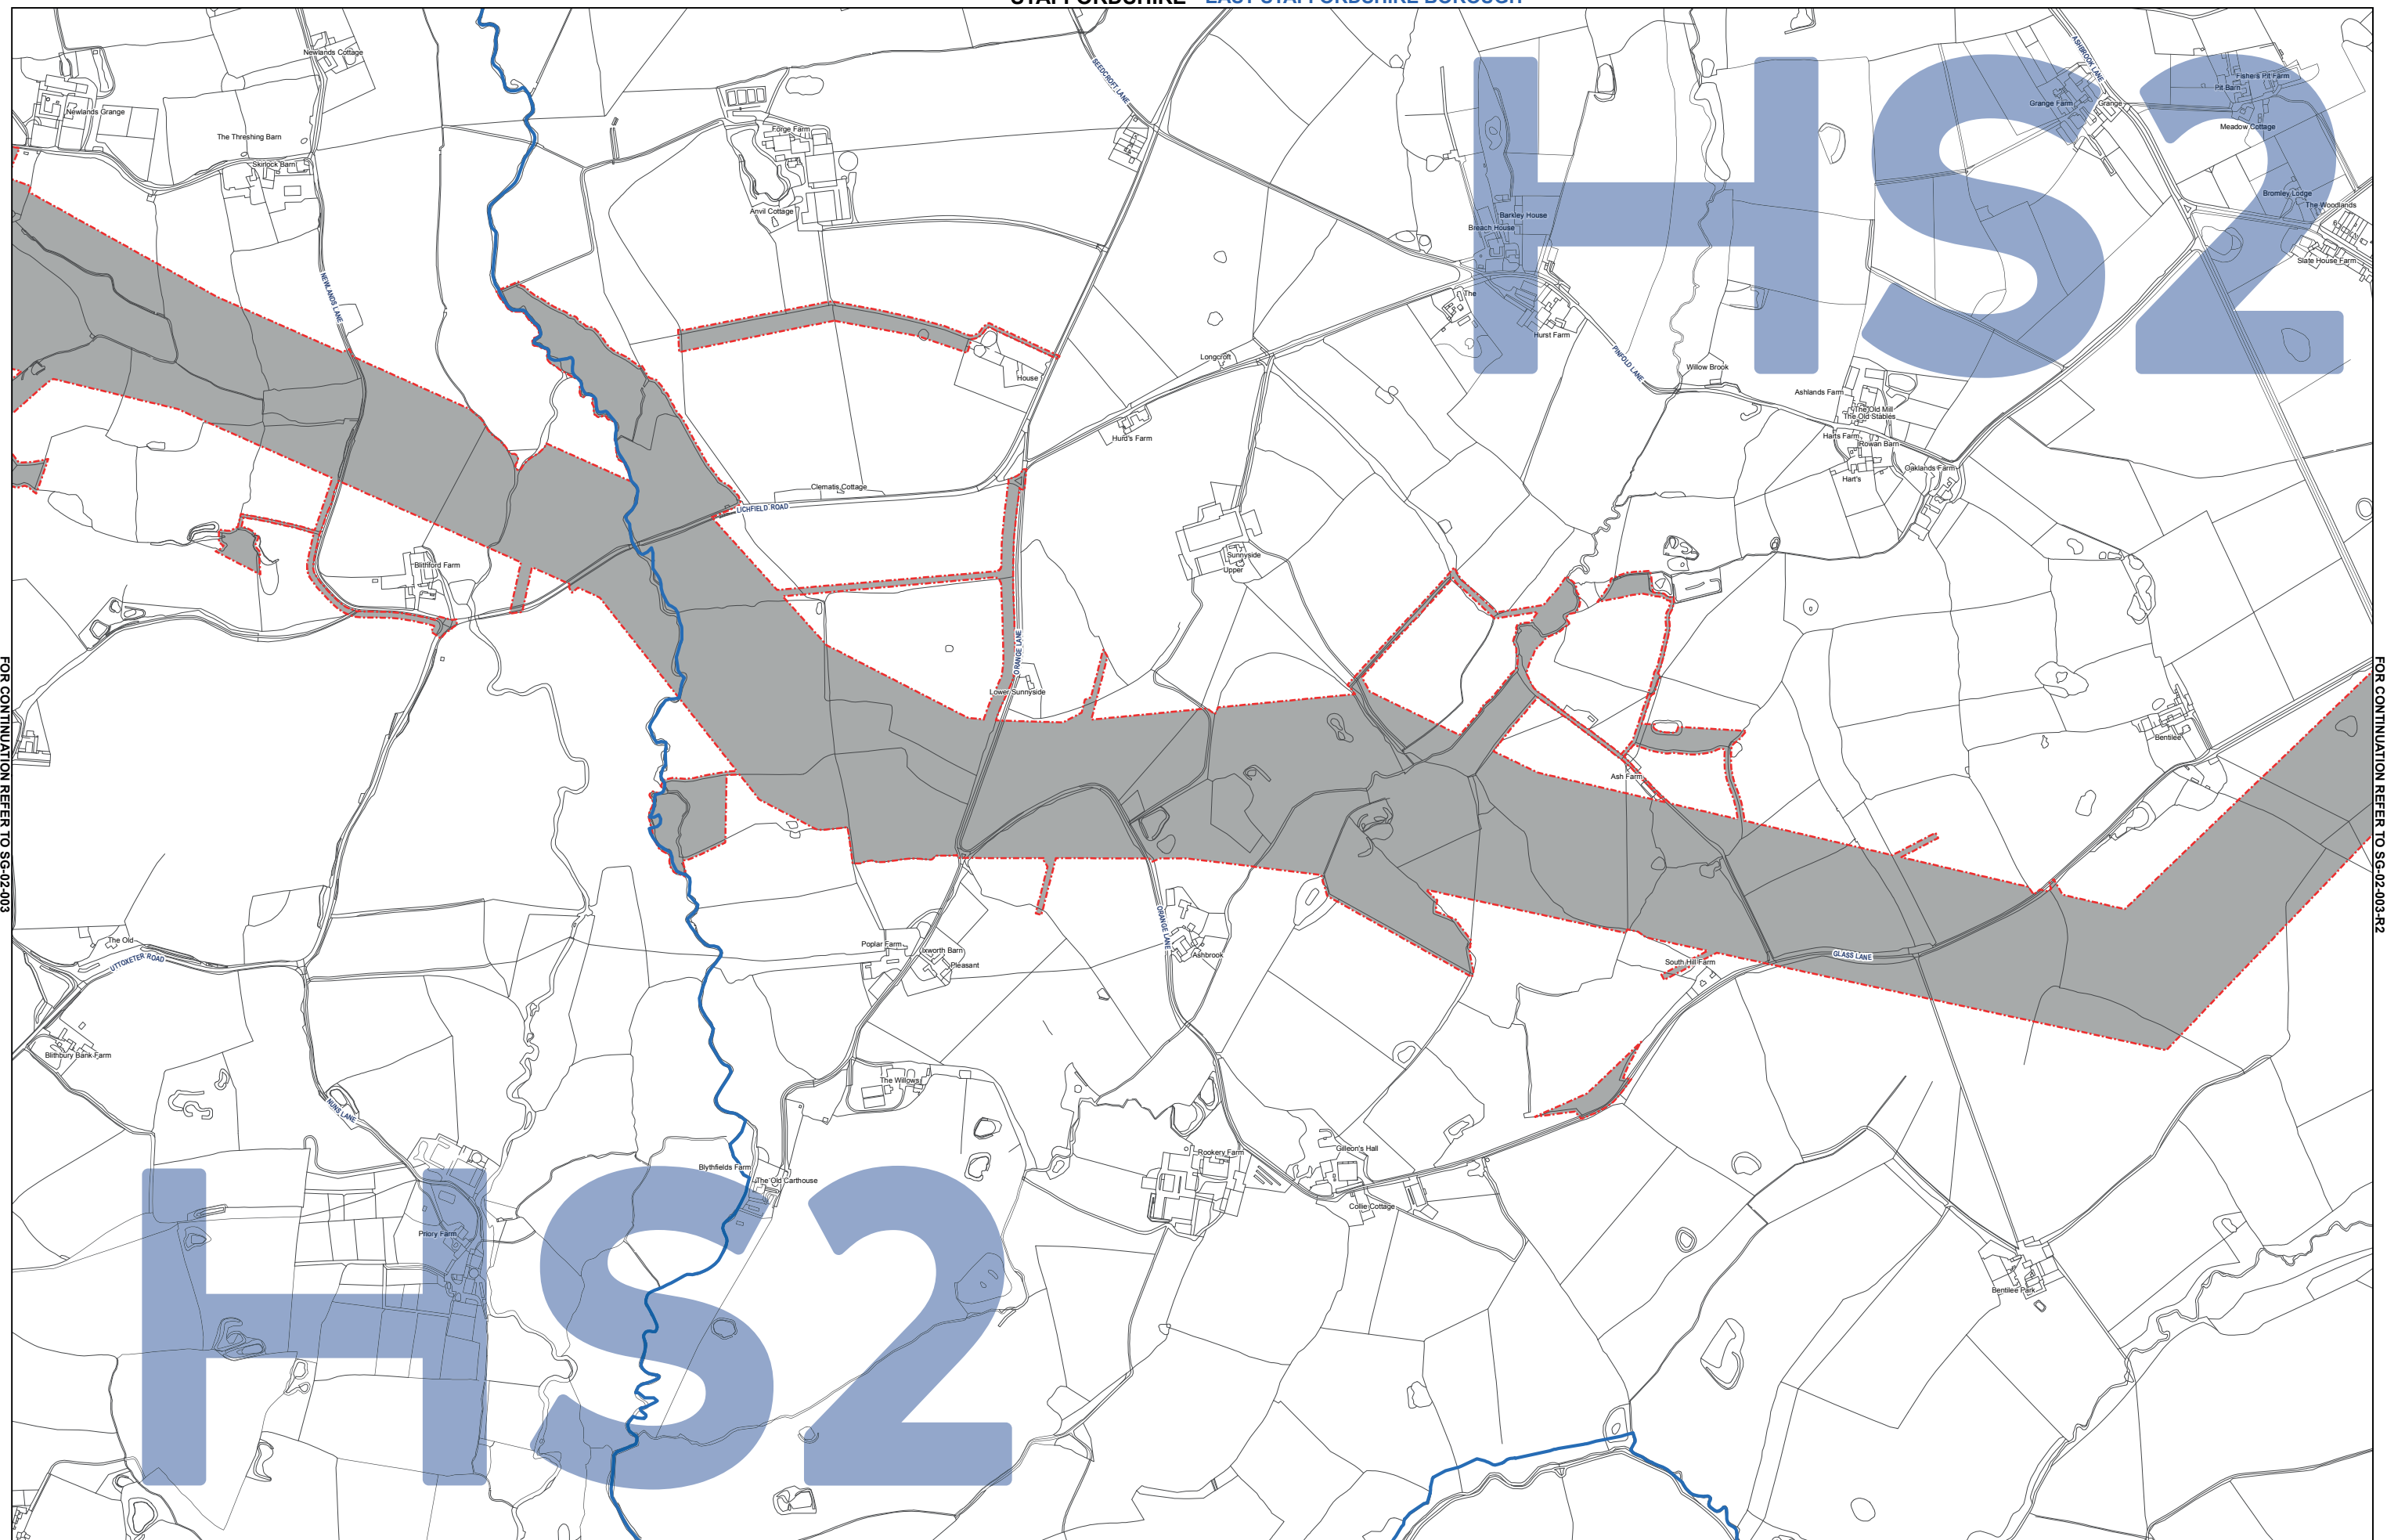 STAFFORDSHIRE - EAST STAFFORDSHIRE BOROUGH
HS2
Newlands Cottage
Newlands Grange
The Threshing Barn
Skirlock Barn
NEWLANDS LANE
Forge Farm
Anvil Cottage
SEEDCROFT LANE
ASHBROOK LANE
Grange Farm
Grange
Fishers Pit Farm
Pit Barn
Meadow Cottage
Bromley Lodge
The Woodlands
6
Slate House Farm
Barkley House
Breach House
The
Hurst Farm
PINFOLD LANE
Willow Brook
Longcroft
House
Hurd's Farm
Ashlands Farm
The Old Mill
The Old Stables
Harts Farm
Rowan Barn
Hart's
Oaklands Farm
Clematis Cottage
LICHFIELD ROAD
Blithford Farm
Sunnyside
Upper
ORANGE LANE
Lower Sunnyside
Ash Farm
Bentilee
FOR CONTINUATION REFER TO SG-02-003
FOR CONTINUATION REFER TO SG-02-003-R2
The Old
UTTOXETER ROAD
Poplar Farm
Ixworth Barn
Pleasant
ORANGE LANE
Ashbrook
South Hill Farm
GLASS LANE
Blithbury Bank Farm
NUNS LANE
The Willows
Blythfields Farm
The Old Carthouse
Rookery Farm
Gilleon's Hall
Collie Cottage
Priory Farm
Bentilee Park
HS2